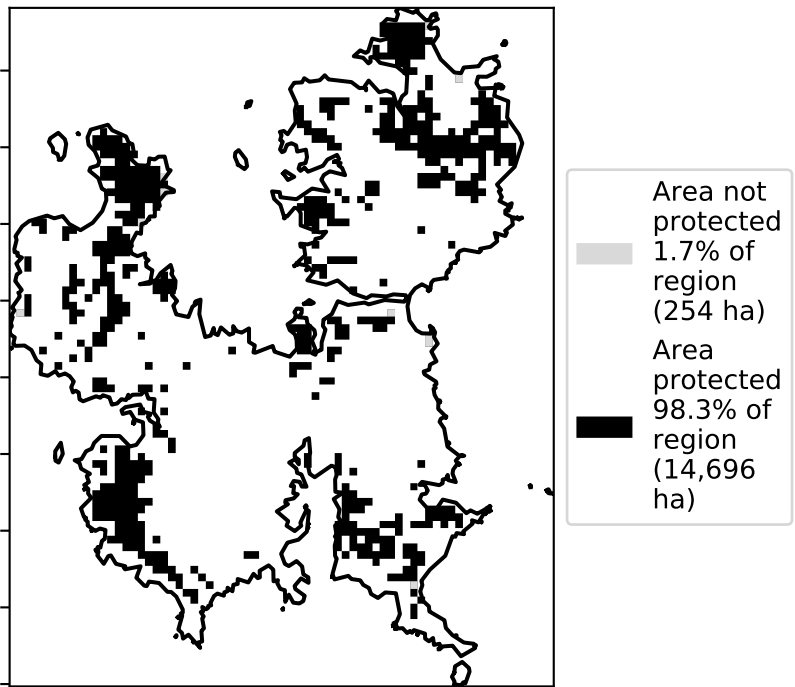 Area not
protected
1.7% of
region
(254 ha)
Area
protected
98.3% of
region
(14,696
ha)